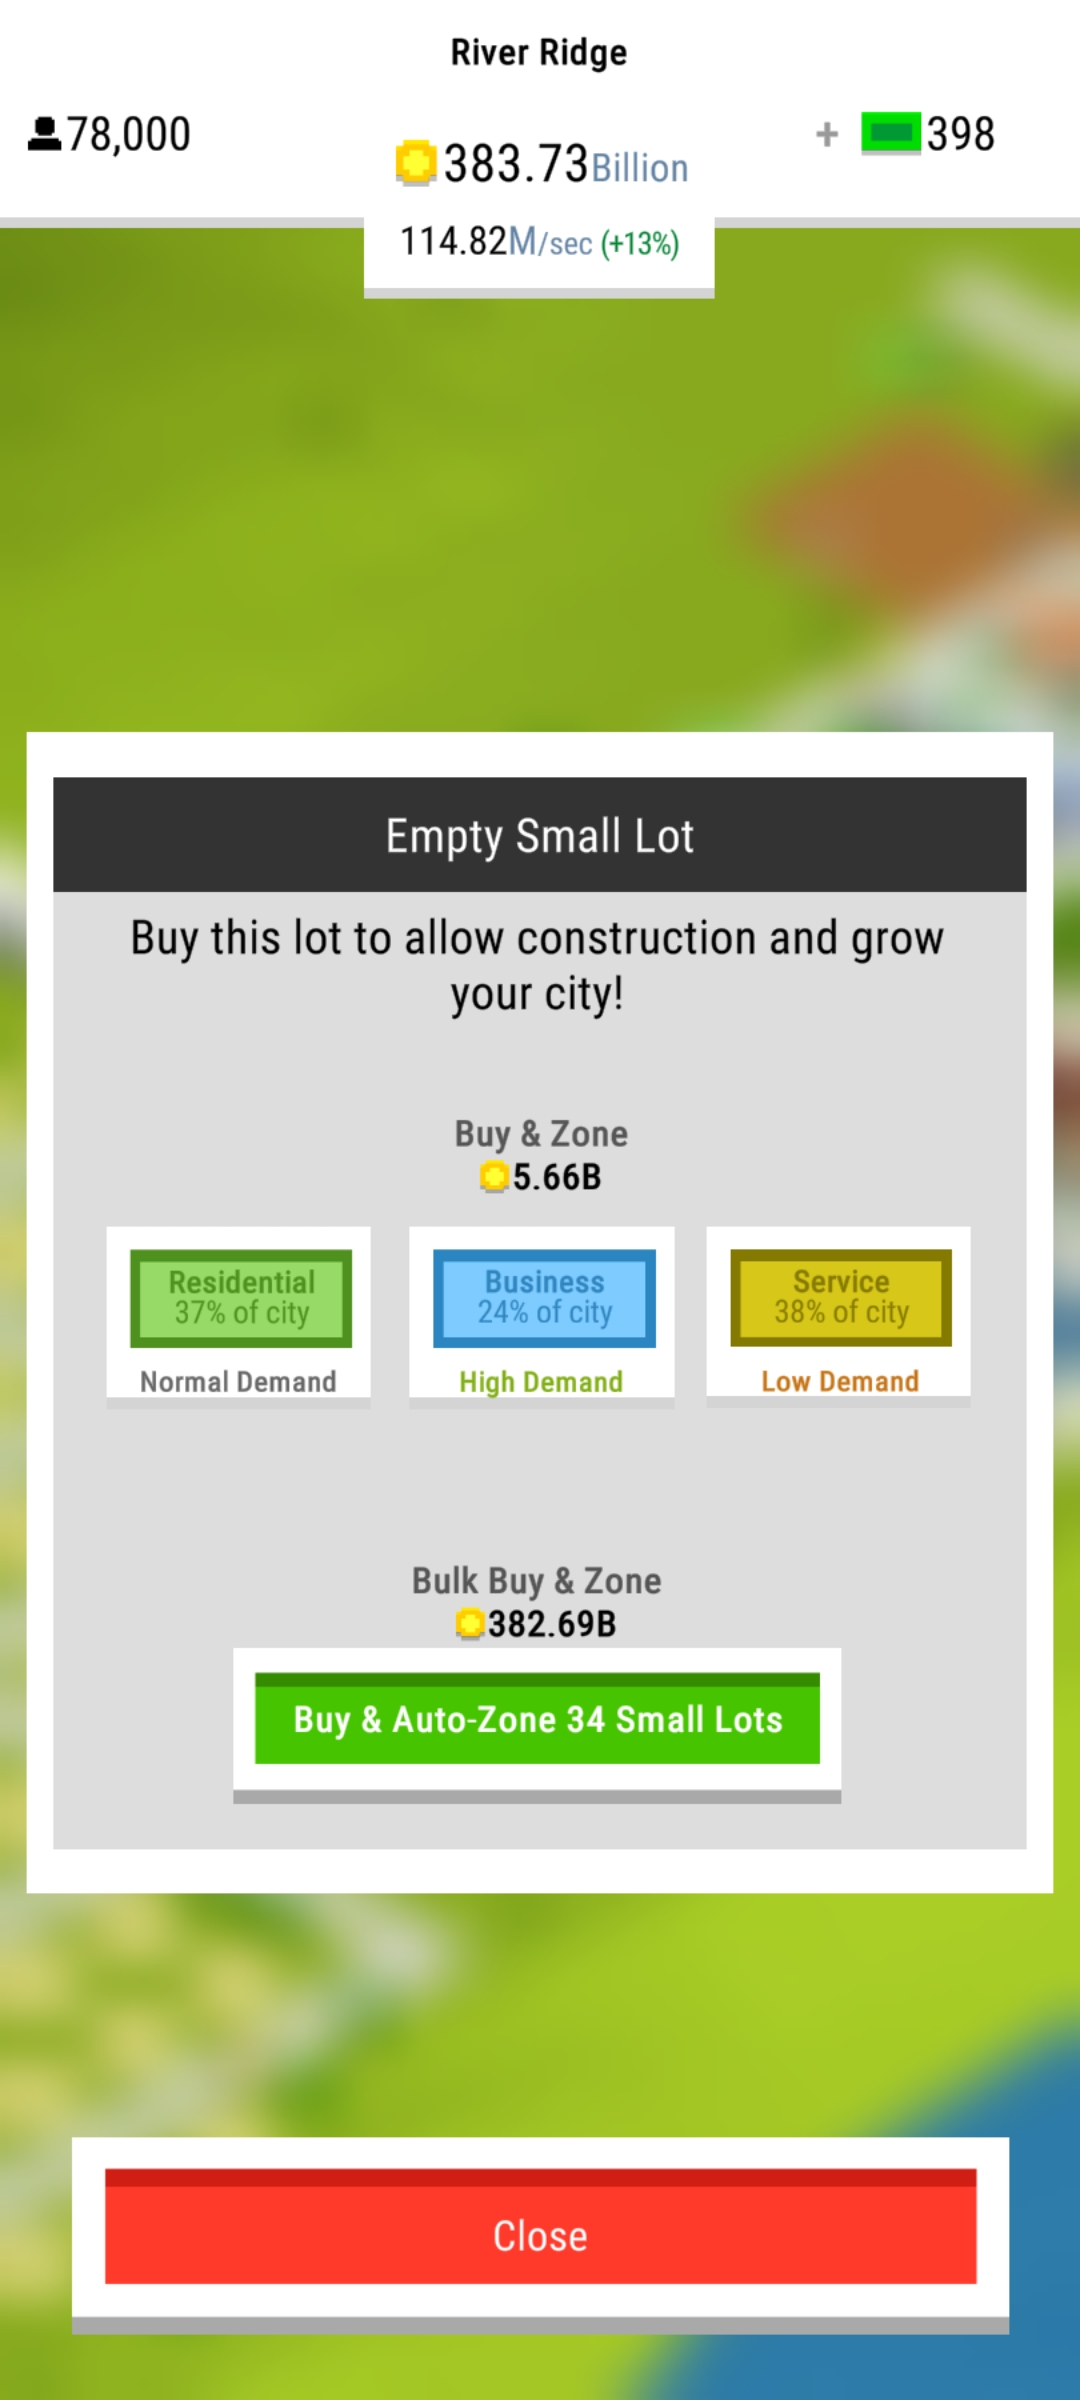 River Ridge
78,000
383.73Billion
+ 398
114.82M/sec (+13%)
Empty Small Lot
Buy this lot to allow construction and grow
your city!
Buy & Zone
5.66B
Residential
37% of city
Normal Demand
Business
24% of city
High Demand
Service
38% of city
Low Demand
Bulk Buy & Zone
382.69B
Buy & Auto-Zone 34 Small Lots
Close